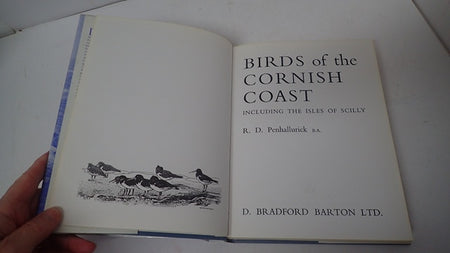 BIRDS of the
CORNISH
COAST
INCLUDING THE ISLES OF SCILLY
R. D. Penhallurick B.A.
D. BRADFORD BARTON LTD.